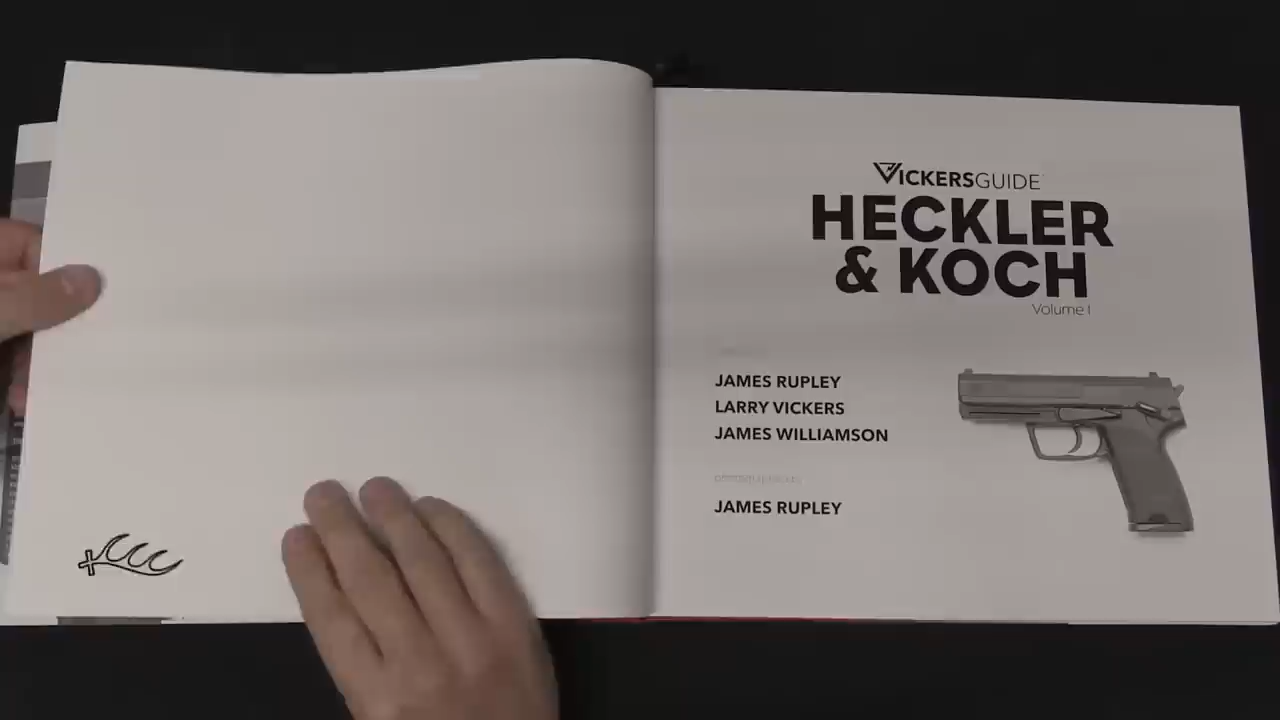 VICKERSGUIDE
HECKLER
& KOCH
Volume I
JAMES RUPLEY
LARRY VICKERS
JAMES WILLIAMSON
JAMES RUPLEY